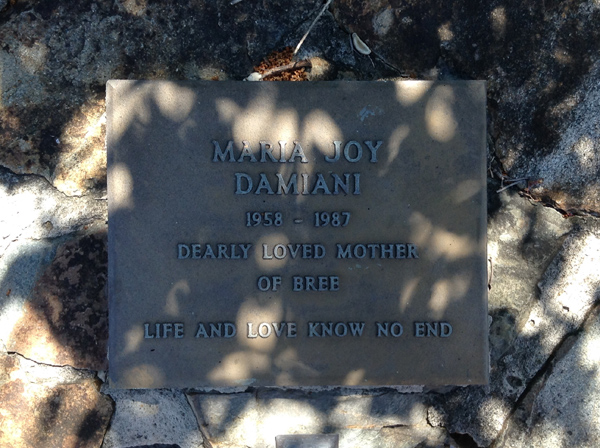 MARIA JOY
DAMIANI
1958 - 1987
DEARLY LOVED MOTHER
OF BREE
LIFE AND LOVE KNOW NO END